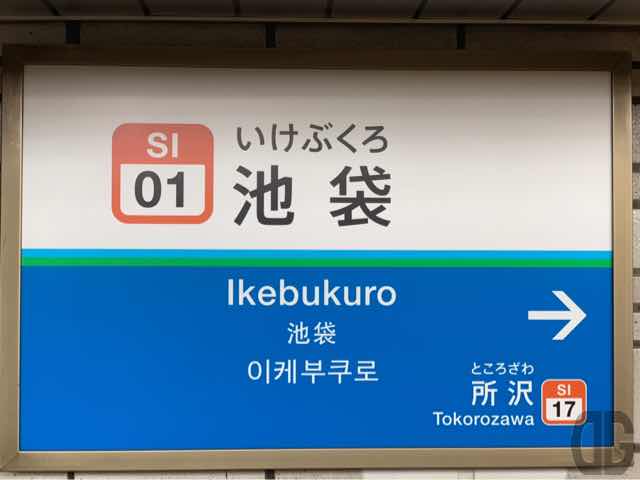 SI
01
いけぶくろ
池袋
Ikebukuro
池袋
이케부쿠로
ところざわ
所沢
Tokorozawa
SI
17
DG